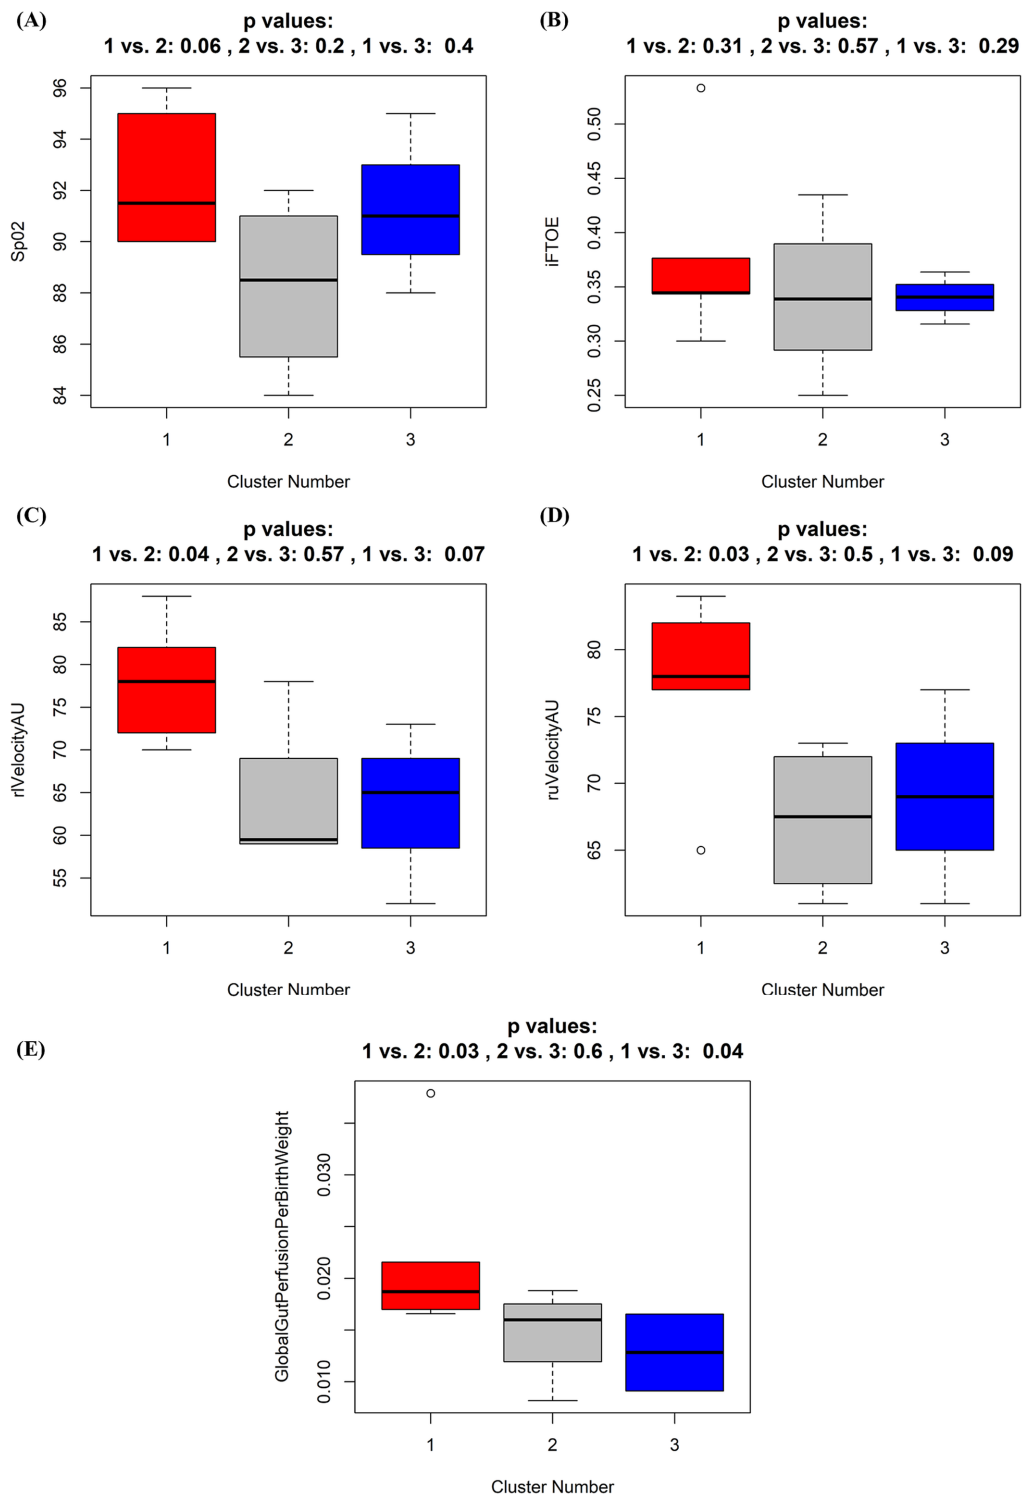 (A)
p values:
1 vs. 2: 0.06 , 2 vs. 3: 0.2 , 1 vs. 3:  0.4
Sp02
96
94
92
90
88
86
84
1
2
3
Cluster Number
(B)
p values:
1 vs. 2: 0.31 , 2 vs. 3: 0.57 , 1 vs. 3:  0.29
iFTOE
0.50
0.45
0.40
0.35
0.30
0.25
1
2
3
Cluster Number
(C)
p values:
1 vs. 2: 0.04 , 2 vs. 3: 0.57 , 1 vs. 3:  0.07
rlVelocityAU
85
80
75
70
65
60
55
1
2
3
Cluster Number
(D)
p values:
1 vs. 2: 0.03 , 2 vs. 3: 0.5 , 1 vs. 3:  0.09
ruVelocityAU
80
75
70
65
1
2
3
Cluster Number
(E)
p values:
1 vs. 2: 0.03 , 2 vs. 3: 0.6 , 1 vs. 3:  0.04
GlobalGutPerfusionPerBirthWeight
0.030
0.020
0.010
1
2
3
Cluster Number